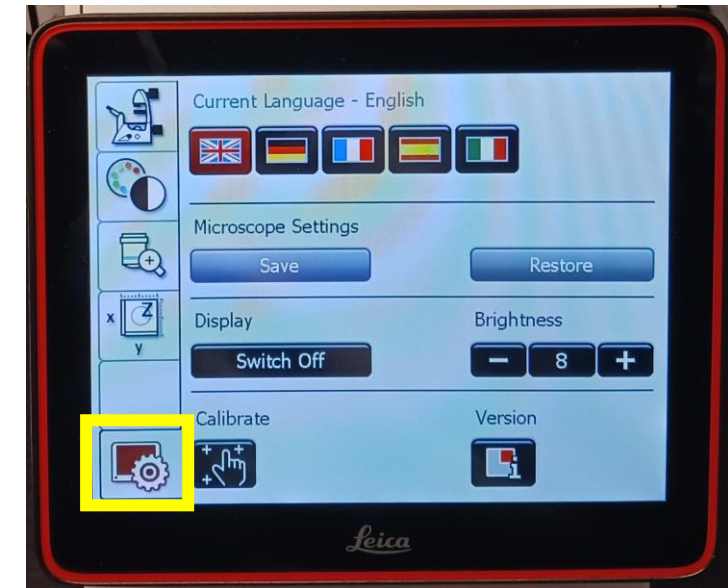 Current Language - English
Microscope Settings
Save
Restore
x
Z
y
Display
Brightness
Switch Off
8
Calibrate
Version
i
Leica